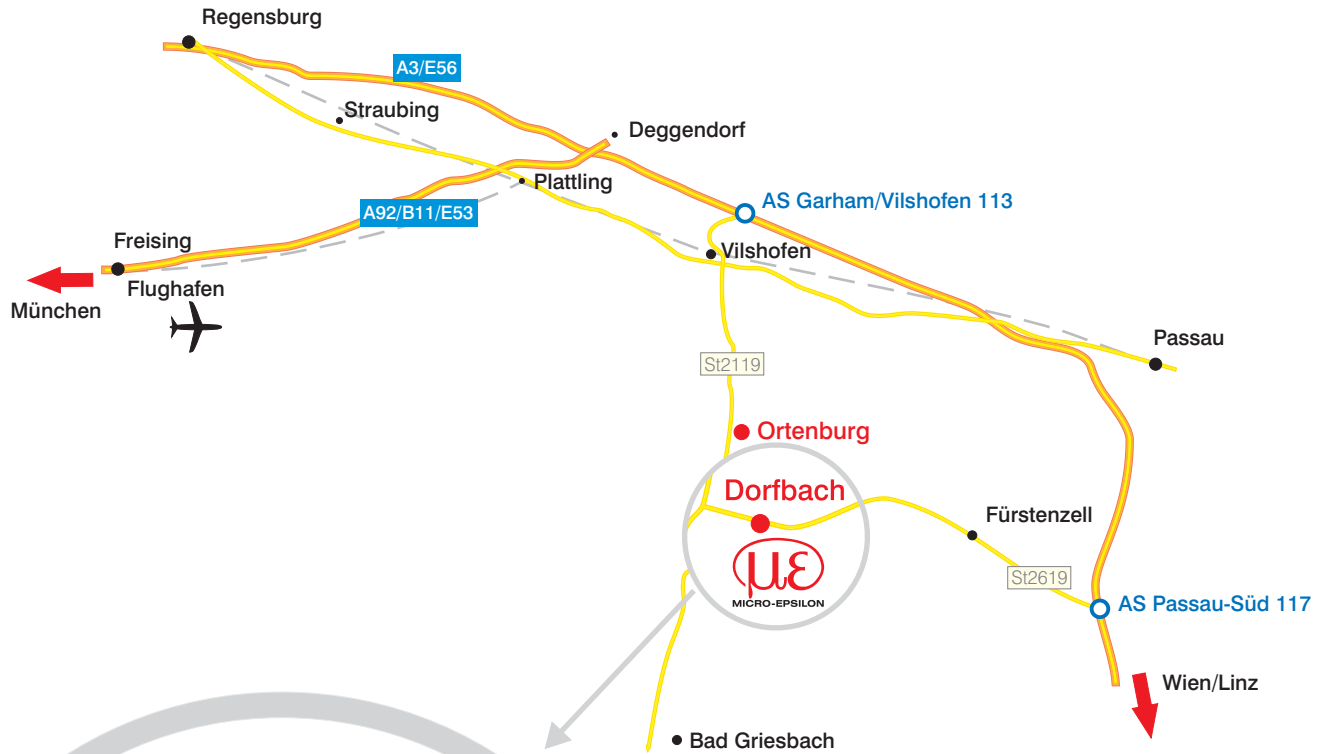 Regensburg
A3/E56
Straubing
Deggendorf
Plattling
AS Garham/Vilshofen 113
A92/B11/E53
Freising
Vilshofen
Flughafen
München
Passau
St2119
Ortenburg
Dorfbach
Fürstenzell
µε
St2619
MICRO-EPSILON
AS Passau-Süd 117
Wien/Linz
Bad Griesbach